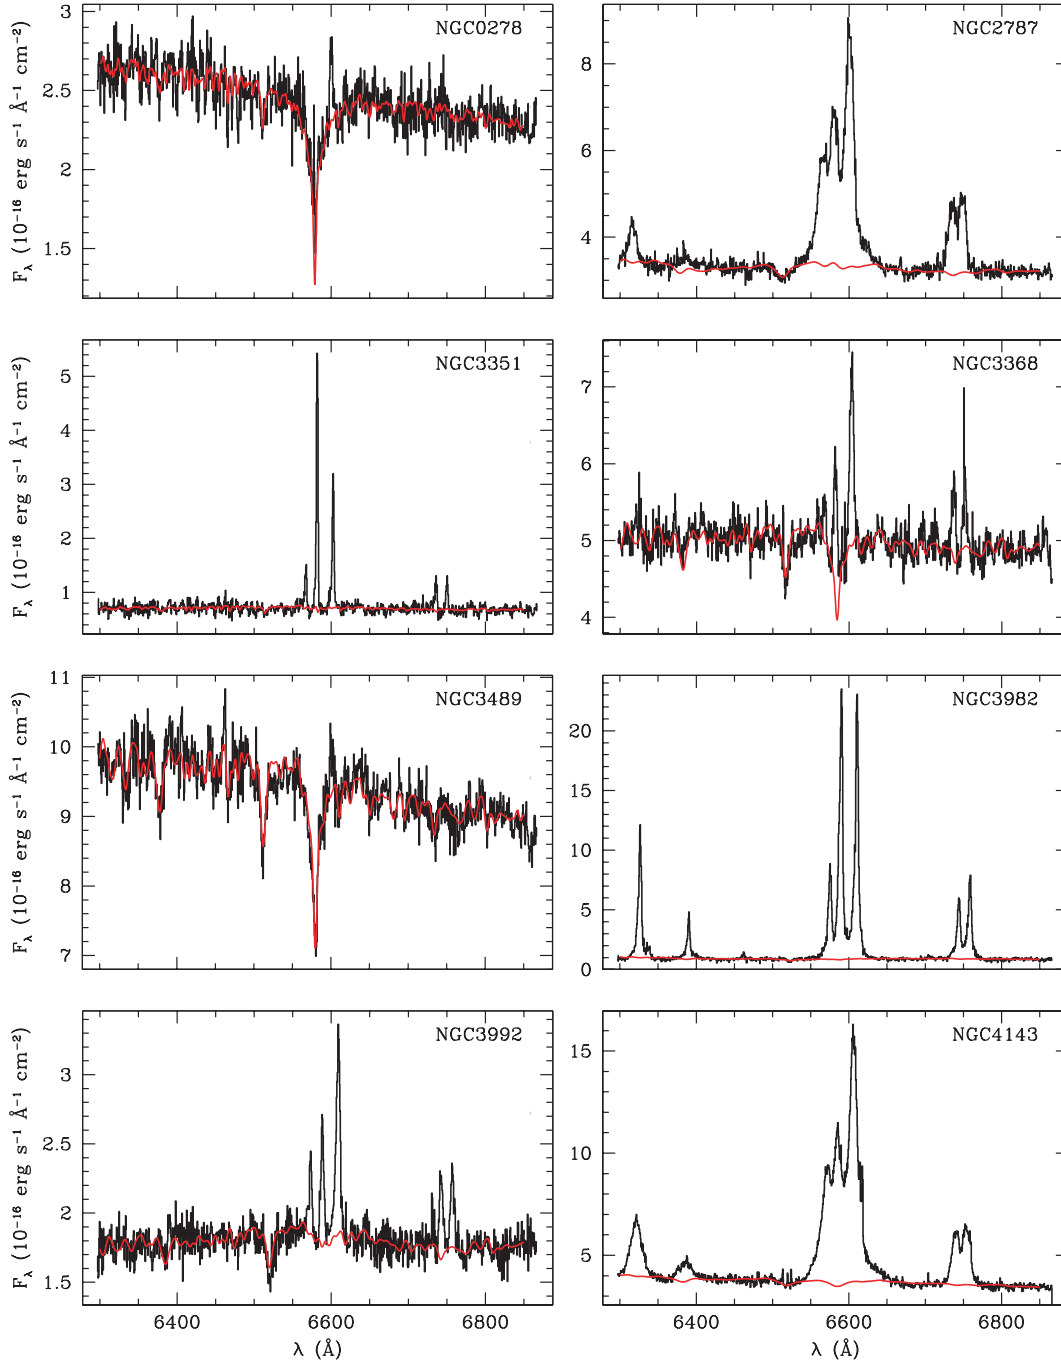 NGC0278
3
2.5
2
1.5
F_λ (10⁻¹⁶ erg s⁻¹ Å⁻¹ cm⁻²)
NGC2787
8
6
4
NGC3351
5
4
3
2
1
F_λ (10⁻¹⁶ erg s⁻¹ Å⁻¹ cm⁻²)
NGC3368
7
6
5
4
NGC3489
11
10
9
8
7
F_λ (10⁻¹⁶ erg s⁻¹ Å⁻¹ cm⁻²)
NGC3982
20
15
10
5
0
NGC3992
3
2.5
2
1.5
F_λ (10⁻¹⁶ erg s⁻¹ Å⁻¹ cm⁻²)
6400 6600 6800
λ (Å)
NGC4143
15
10
5
6400 6600 6800
λ (Å)